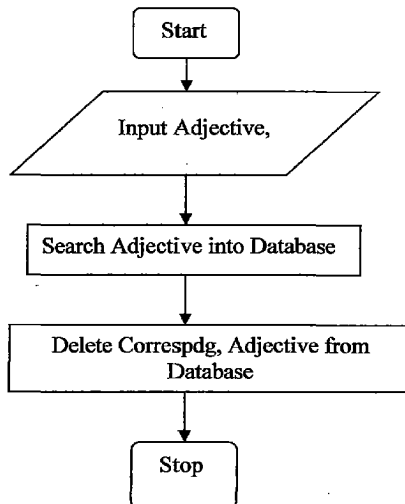 Start
Input Adjective,
Search Adjective into Database
Delete Correspdg, Adjective from
Database
Stop